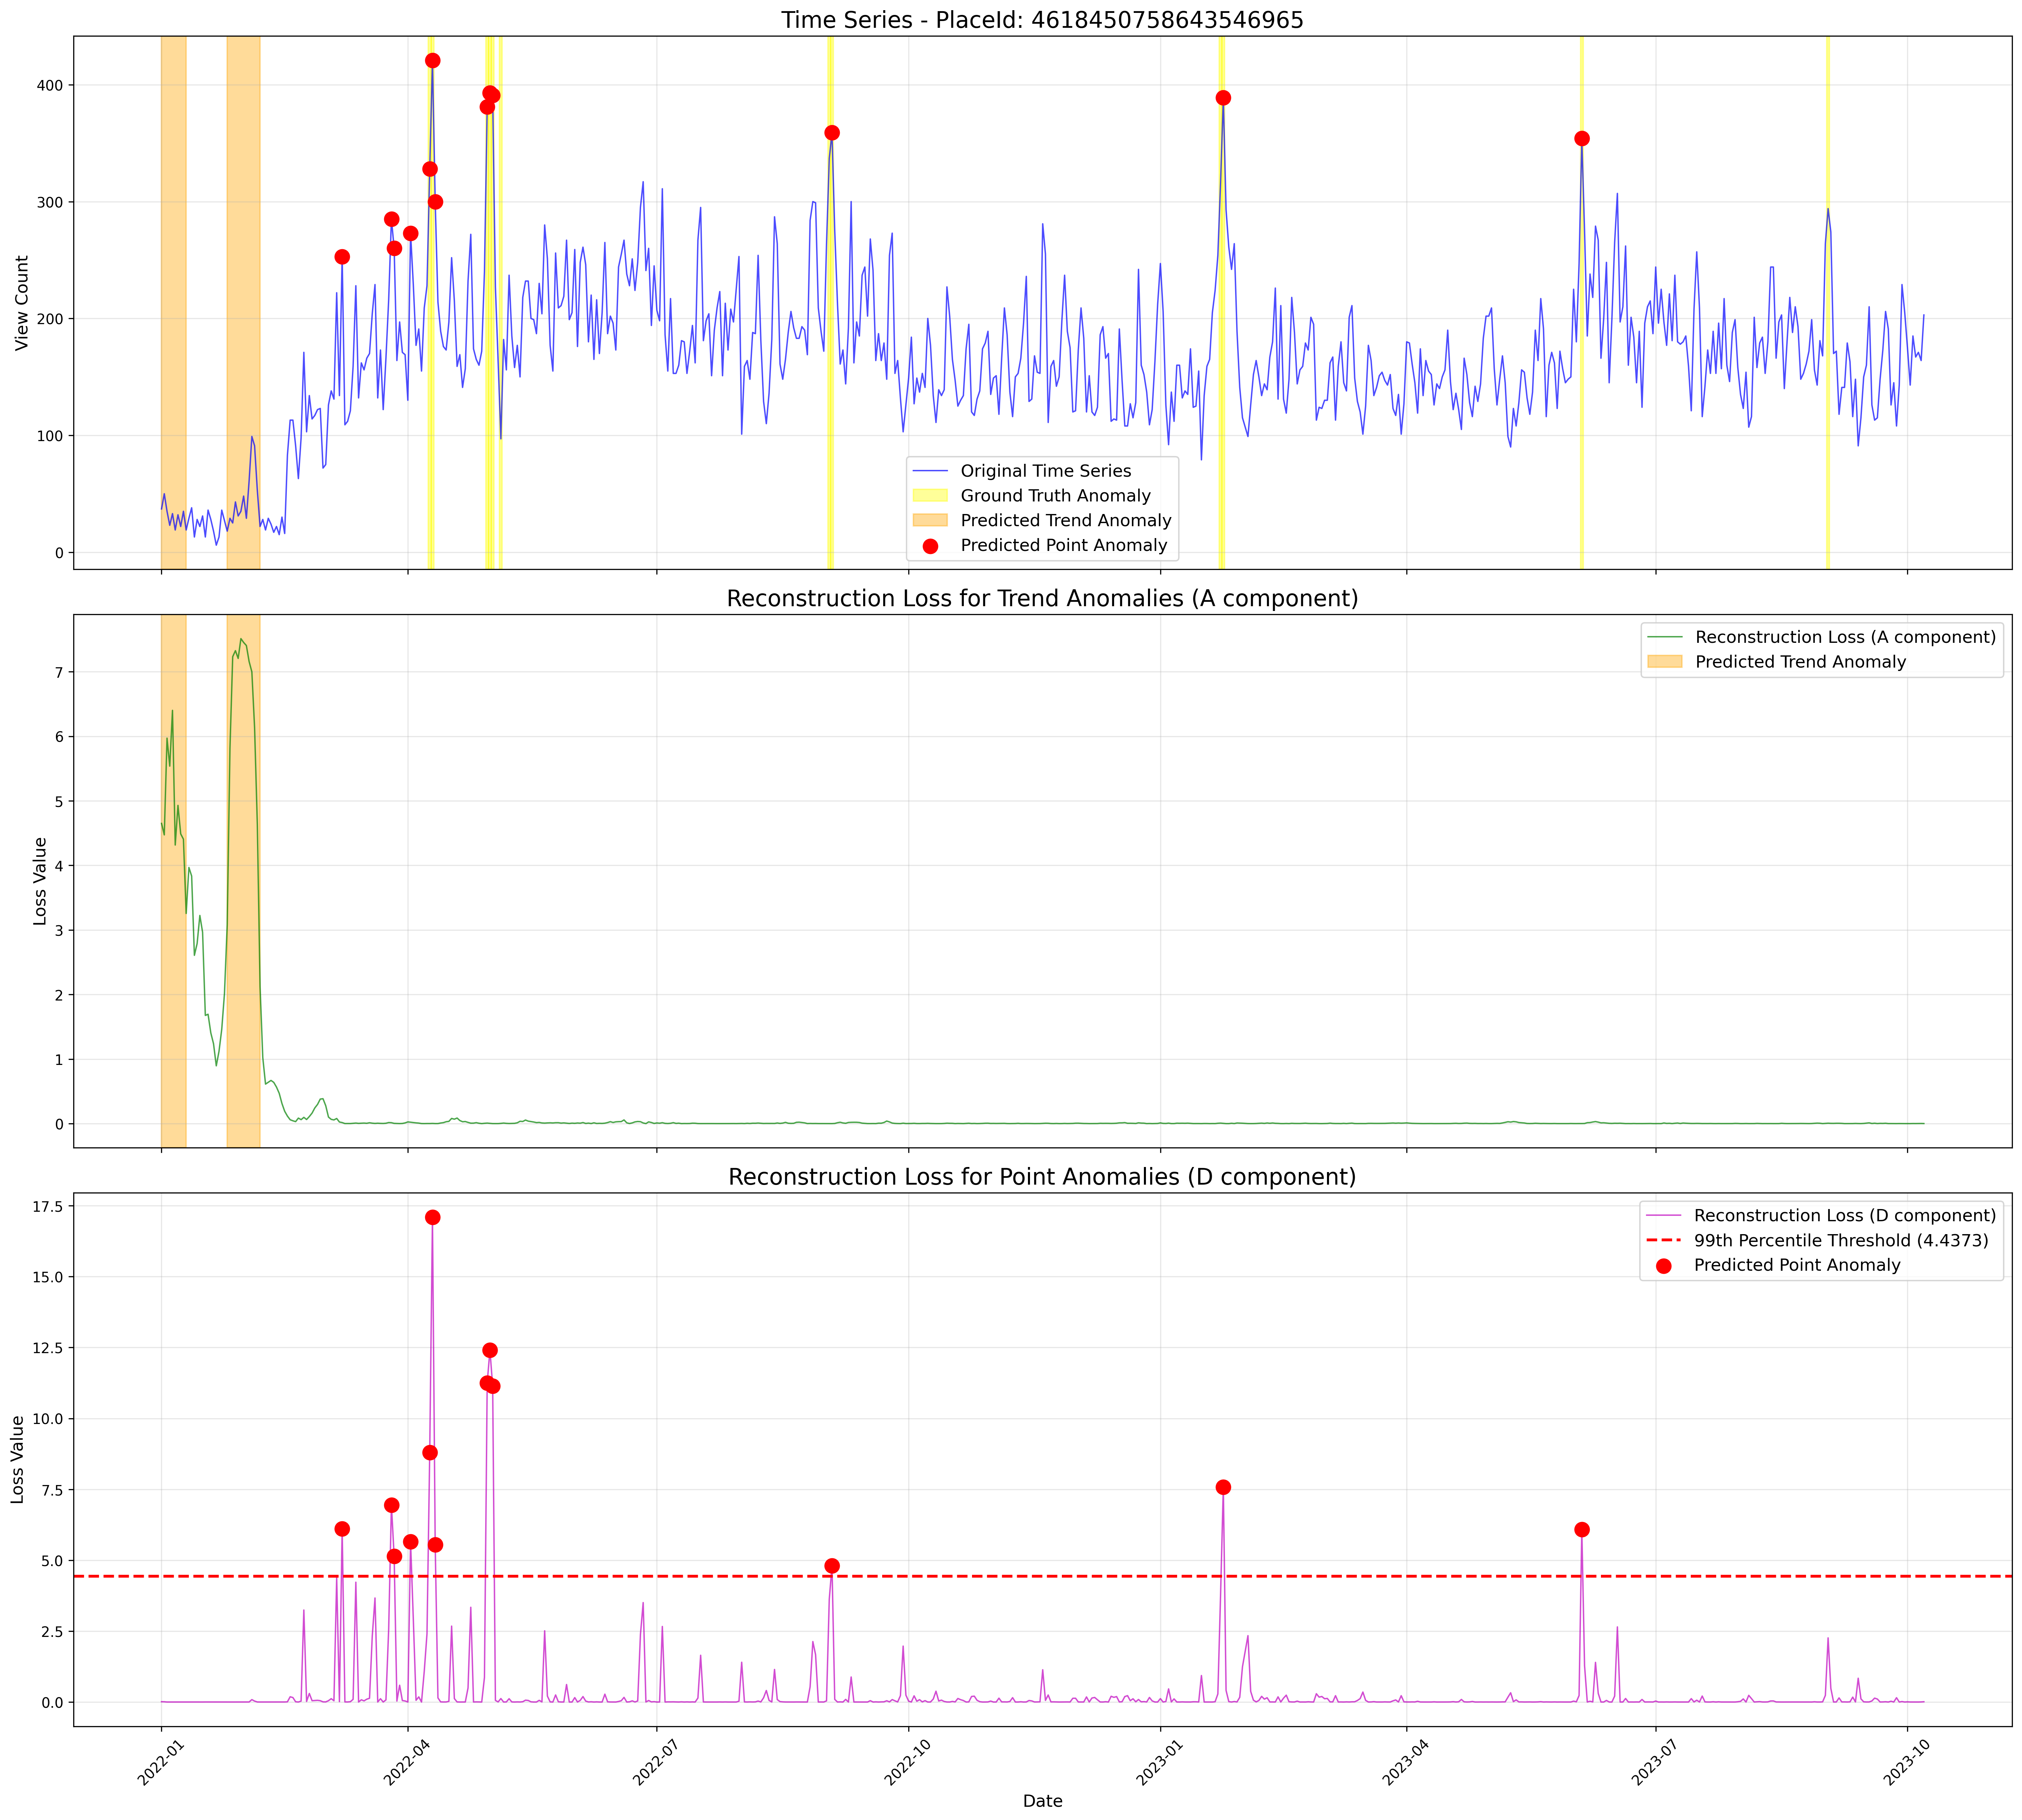 Time Series - PlaceId: 4618450758643546965
View Count
400
300
200
100
0
Original Time Series
Ground Truth Anomaly
Predicted Trend Anomaly
Predicted Point Anomaly
Reconstruction Loss for Trend Anomalies (A component)
Loss Value
7
6
5
4
3
2
1
0
Reconstruction Loss (A component)
Predicted Trend Anomaly
Reconstruction Loss for Point Anomalies (D component)
Loss Value
17.5
15.0
12.5
10.0
7.5
5.0
2.5
0.0
Reconstruction Loss (D component)
99th Percentile Threshold (4.4373)
Predicted Point Anomaly
2022-01
2022-04
2022-07
2022-10
2023-01
2023-04
2023-07
2023-10
Date